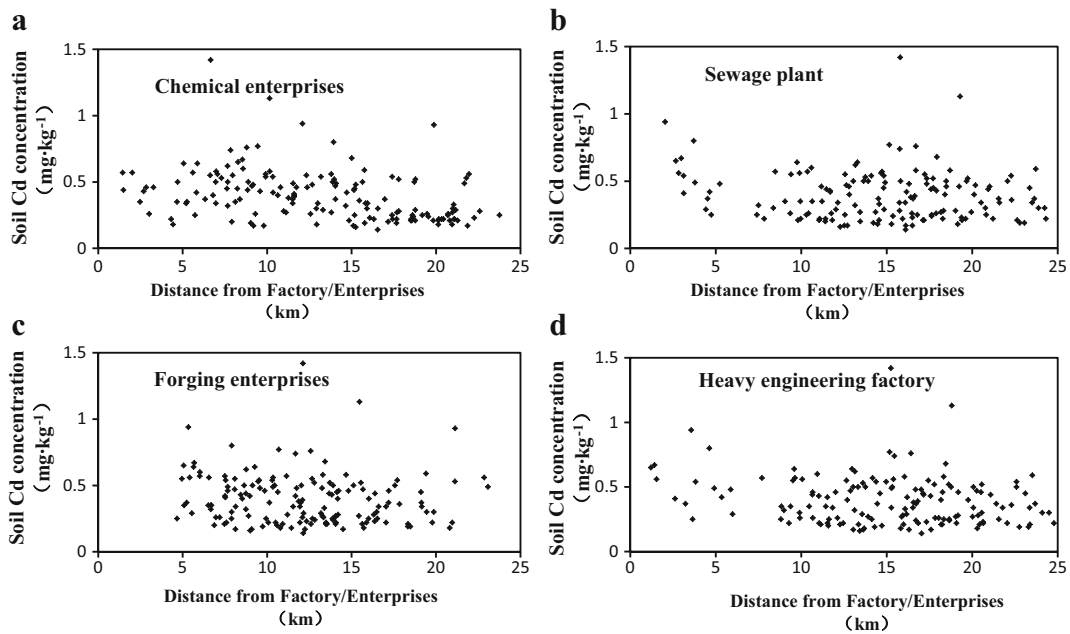 a
Soil Cd concentration
（mg·kg⁻¹）
1.5
1
0.5
0
Chemical enterprises
0 5 10 15 20 25
Distance from Factory/Enterprises
（km）
b
Soil Cd concentration
（mg·kg⁻¹）
1.5
1
0.5
0
Sewage plant
0 5 10 15 20 25
Distance from Factory/Enterprises
（km）
c
Soil Cd concentration
（mg·kg⁻¹）
1.5
1
0.5
0
Forging enterprises
0 5 10 15 20 25
Distance from Factory/Enterprises
（km）
d
Soil Cd concentration
（mg·kg⁻¹）
1.5
1
0.5
0
Heavy engineering factory
0 5 10 15 20 25
Distance from Factory/Enterprises
（km）